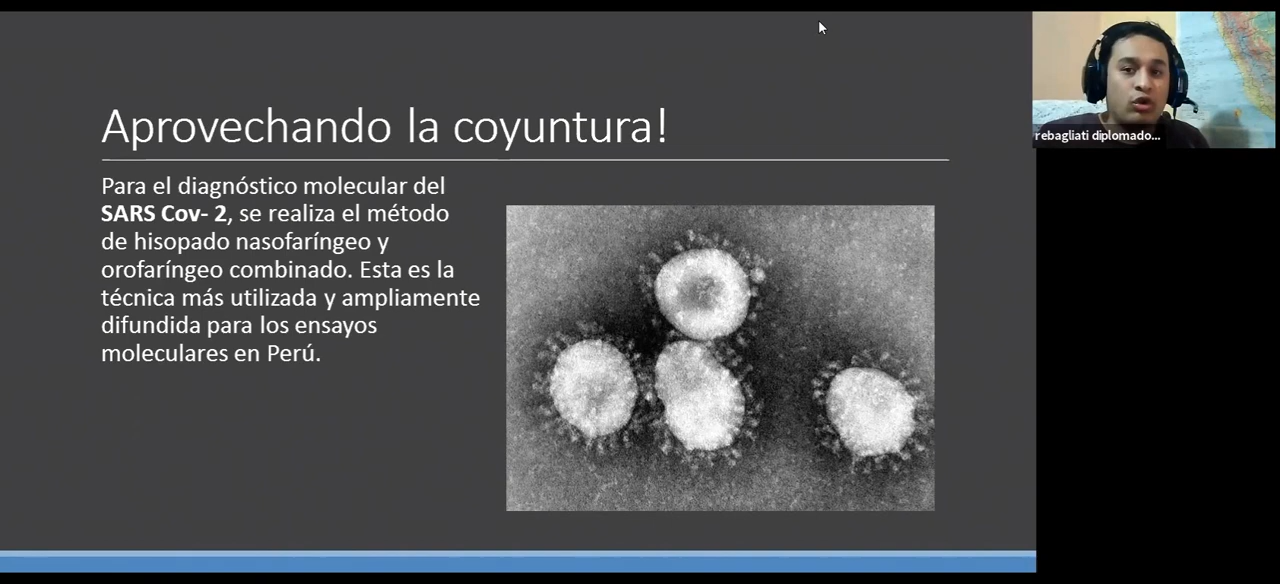 Aprovechando la coyuntura!
Para el diagnóstico molecular del
SARS Cov- 2, se realiza el método
de hisopado nasofaríngeo y
orofaríngeo combinado. Esta es la
técnica más utilizada y ampliamente
difundida para los ensayos
moleculares en Perú.
rebagliati diplomado...